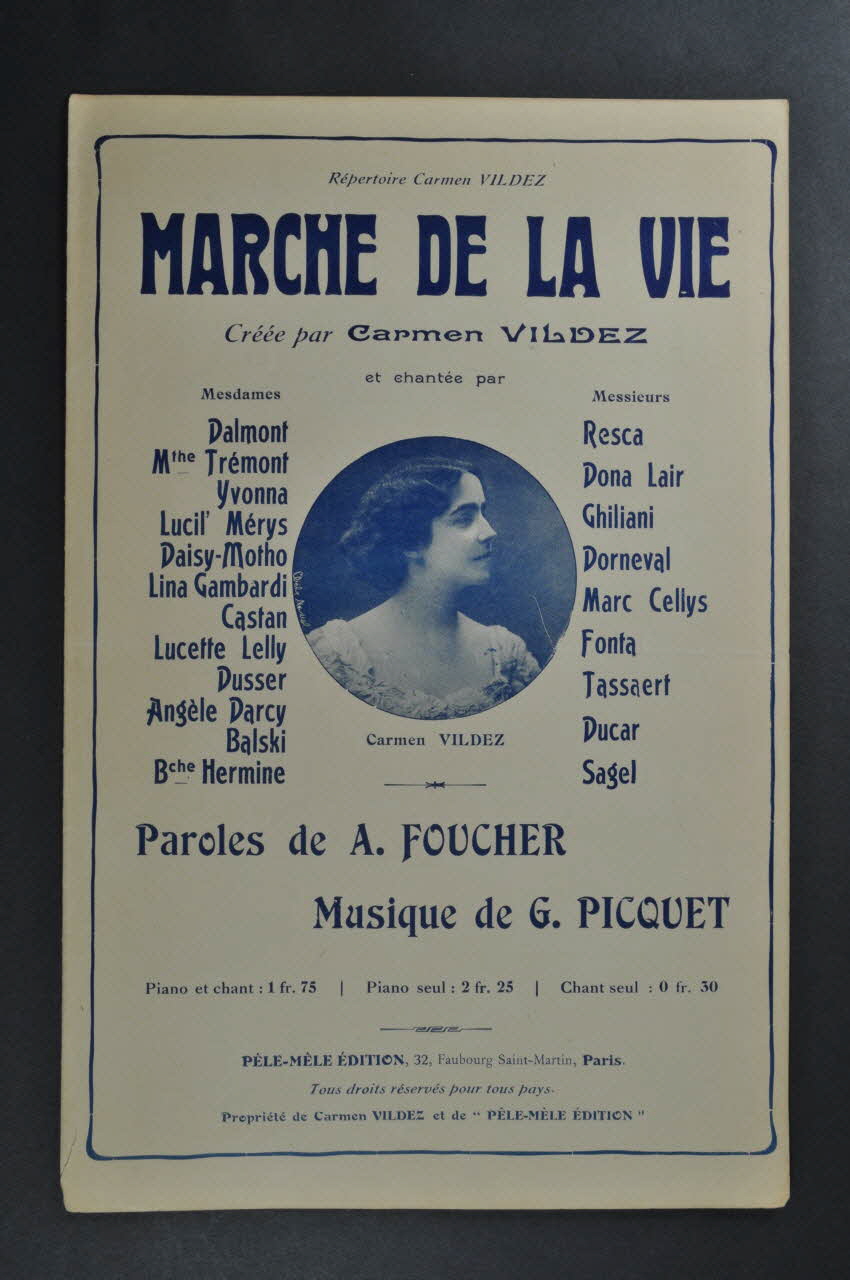 Répertoire Carmen VILDEZ
MARCHE DE LA VIE
Créée par Carmen VILDEZ
et chantée par
Mesdames
Dalmont
Mthe Trémont
Yvonna
Lucil' Mérys
Daisy-Motho
Lina Gambardi
Castan
Lucette Lelly
Dusser
Angèle Darcy
Balski
Bche Hermine
Messieurs
Resca
Dona Lair
Ghiliani
Dorneval
Marc Cellys
Fonta
Tassaert
Ducar
Sagel
Carmen VILDEZ
Paroles de A. FOUCHER
Musique de G. PICQUET
Piano et chant : 1 fr. 75 | Piano seul : 2 fr. 25 | Chant seul : 0 fr. 30
PÊLE-MÊLE ÉDITION, 32, Faubourg Saint-Martin, Paris.
Tous droits réservés pour tous pays.
Propriété de Carmen VILDEZ et de " PÊLE-MÊLE ÉDITION "